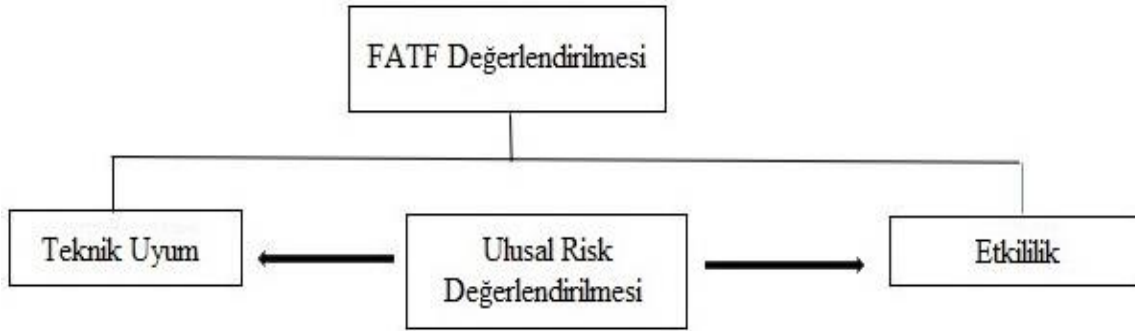 FATF Değerlendirilmesi
Teknik Uyum
Ulusal Risk
Değerlendirilmesi
Etkililik